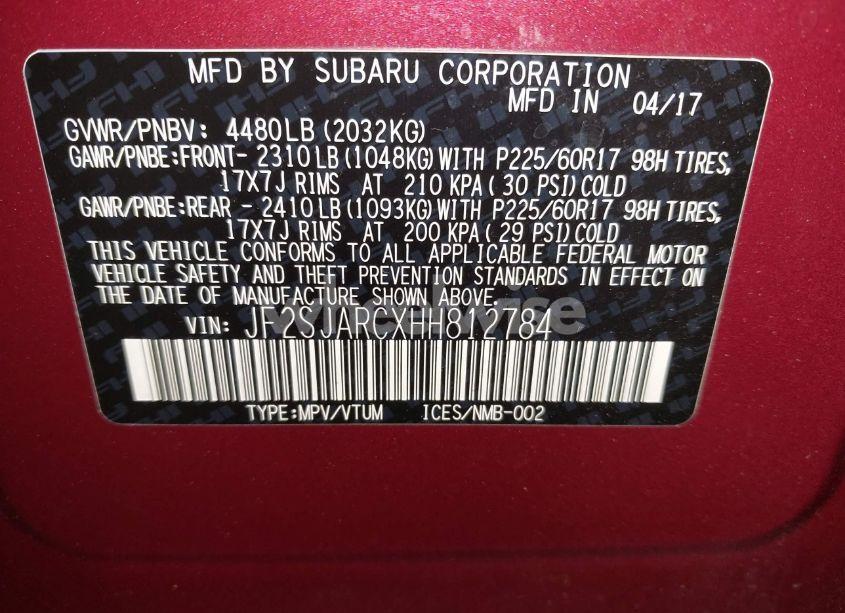 MFD BY SUBARU CORPORATION
MFD IN 04/17
GVWR/PNBV: 4480LB(2032KG)
GAWR/PNBE:FRONT- 2310LB(1048KG)WITH P225/60R17 98H TIRES,
17X7J RIMS AT 210 KPA(30 PSI)COLD
GAWR/PNBE:REAR - 2410LB(1093KG)WITH P225/60R17 98H TIRES,
17X7J RIMS AT 200 KPA(29 PSI)COLD
THIS VEHICLE CONFORMS TO ALL APPLICABLE FEDERAL MOTOR
VEHICLE SAFETY AND THEFT PREVENTION STANDARDS IN EFFECT ON
THE DATE OF MANUFACTURE SHOWN ABOVE.
VIN: JF2SJARCXHH812784
TYPE:MPV/VTUM ICES/NMB-002